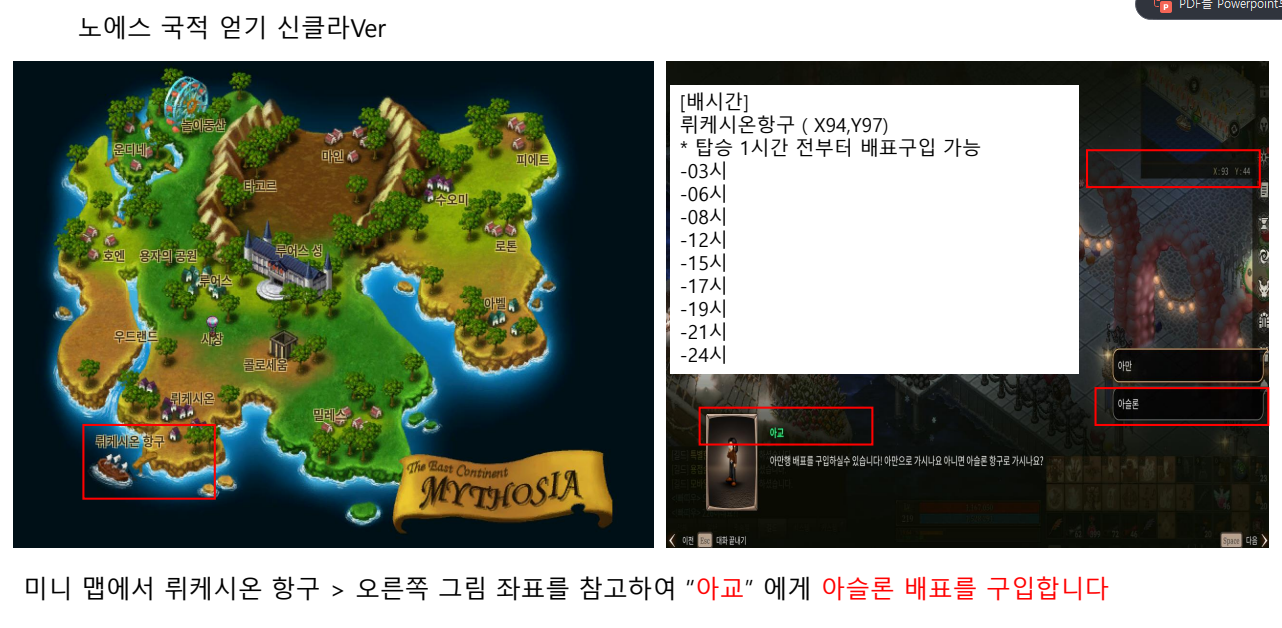 PDF를 Powerpoint
노에스 국적 얻기 신클라Ver
놀이동산
운디네
마인
피에트
타고르
수오미
로톤
호엔
용자의 공원
루어스 성
루어스
아벨
우드랜드
시장
콜로세움
뤼케시온
밀레스
뤼케시온 항구
The East Continent
MYTHOSIA
[배시간]
뤼케시온항구 ( X94,Y97)
* 탑승 1시간 전부터 배표구입 가능
-03시
-06시
-08시
-12시
-15시
-17시
-19시
-21시
-24시
X:93 Y:44
아만
아슬론
아교
아만행 배표를 구입하실수 있습니다! 아만으로 가시나요 아니면 아슬론 항구로 가시나요?
이전 Esc 대화 끝내기
Space 다음
미니 맵에서 뤼케시온 항구 > 오른쪽 그림 좌표를 참고하여 “아교” 에게 아슬론 배표를 구입합니다